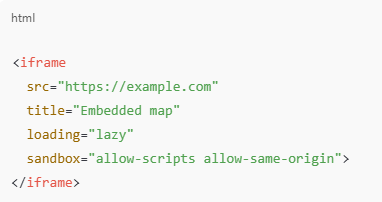 html
<iframe
  src="https://example.com"
  title="Embedded map"
  loading="lazy"
  sandbox="allow-scripts allow-same-origin">
</iframe>